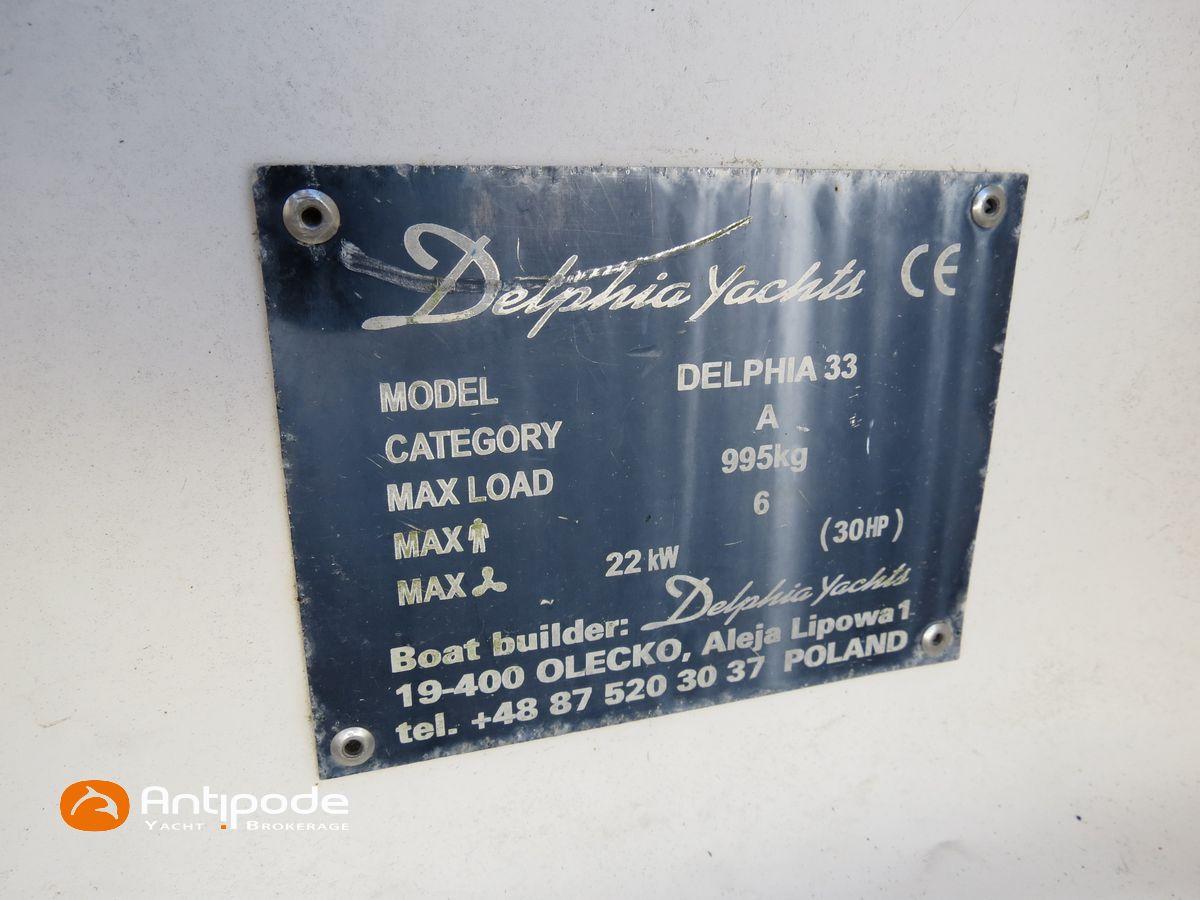 Delphia Yachts CE
MODEL DELPHIA 33
CATEGORY A
MAX LOAD 995kg
MAX 6
MAX 22 kW (30HP)
Boat builder: Delphia Yachts
19-400 OLECKO, Aleja Lipowa 1
tel. +48 87 520 30 37 POLAND
Antipode
YACHT BROKERAGE